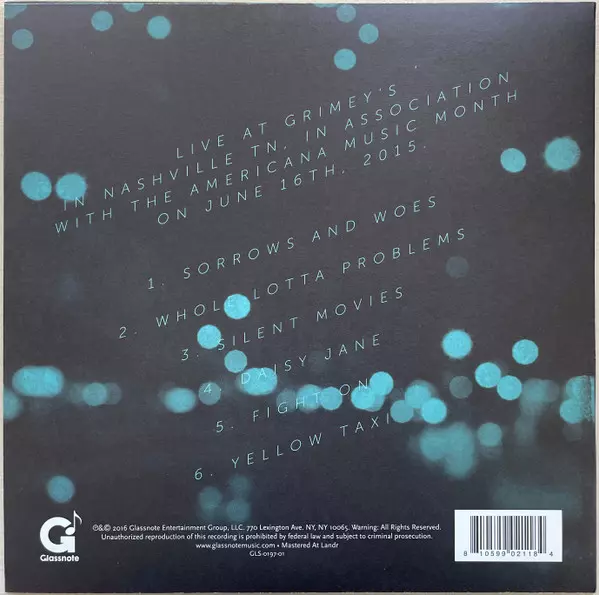 LIVE AT GRIMEY'S
IN NASHVILLE TN, IN ASSOCIATION
WITH THE AMERICANA MUSIC MONTH
ON JUNE 16TH, 2015.
1. SORROWS AND WOES
2. WHOLE LOTTA PROBLEMS
3. SILENT MOVIES
4. DAISY JANE
5. FIGHT ON
6. YELLOW TAXI
Glassnote
℗&© 2016 Glassnote Entertainment Group, LLC. 770 Lexington Ave. NY, NY 10065. Warning: All Rights Reserved.
Unauthorized reproduction of this recording is prohibited by federal law and subject to criminal prosecution.
www.glassnotemusic.com • Mastered At Landr
GLS-0197-01
8 10599 02118 4